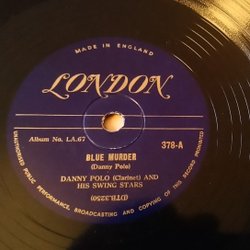 MADE IN ENGLAND
LONDON
Album No. LA.67
378-A
BLUE MURDER
(Danny Polo)
DANNY POLO (Clarinet) AND
HIS SWING STARS
(DTB.3250)
UNAUTHORISED PUBLIC PERFORMANCE, BROADCASTING AND COPYING OF THIS RECORD PROHIBITED